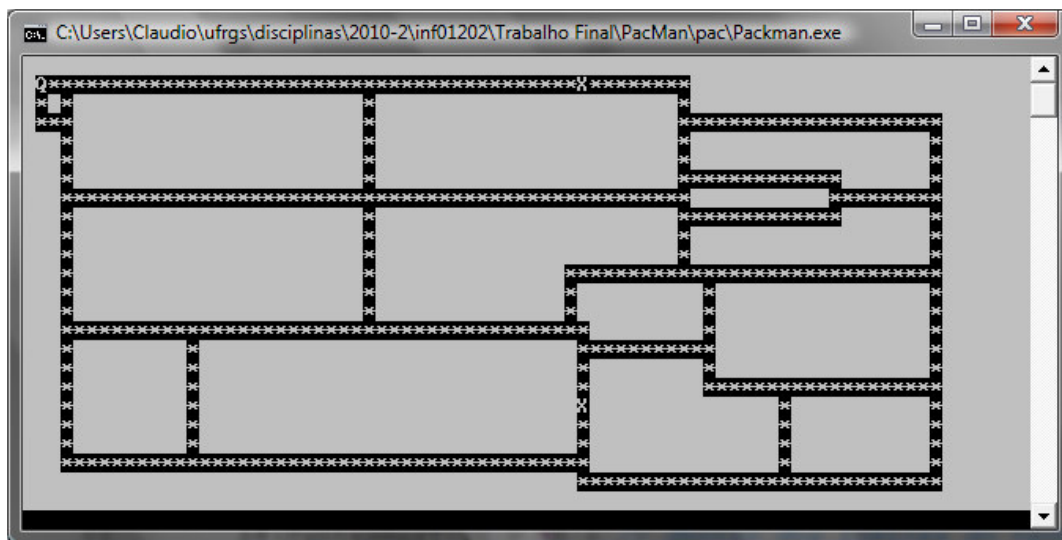 C:\Users\Claudio\ufrgs\disciplinas\2010-2\inf01202\Trabalho Final\PacMan\pac\Packman.exe
Q X
X